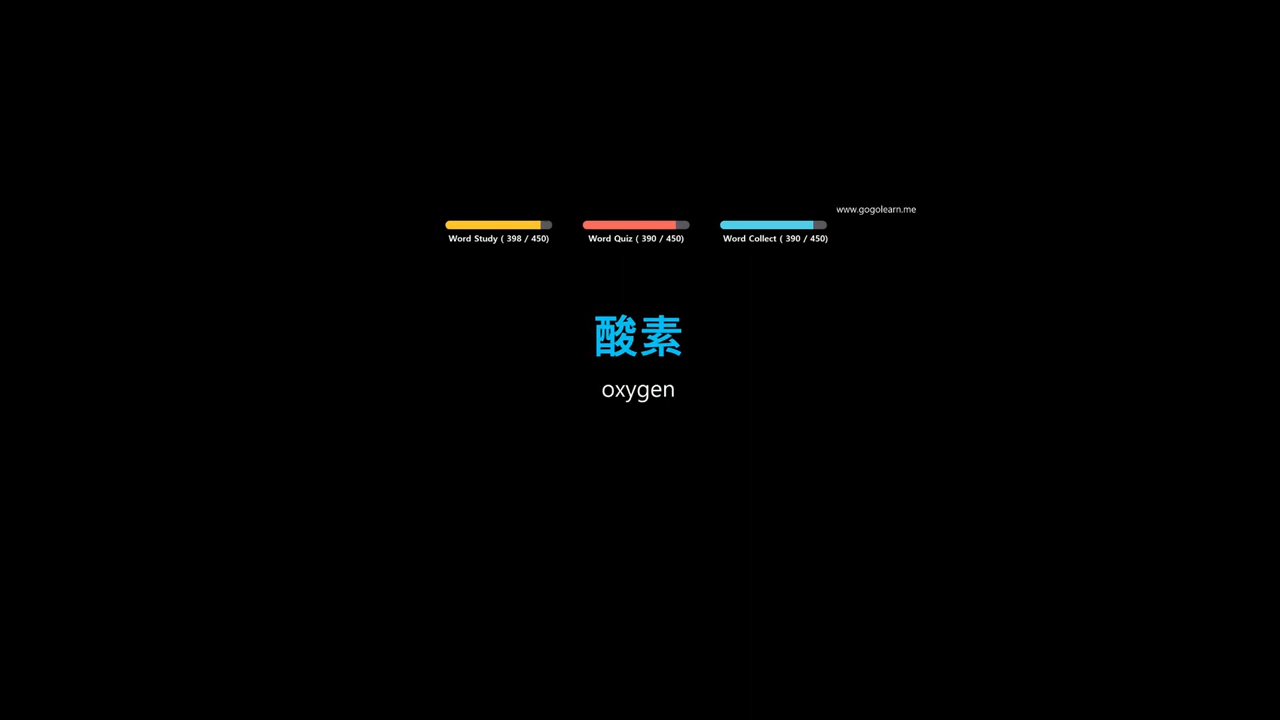 www.gogolearn.me
Word Study ( 398 / 450)
Word Quiz ( 390 / 450)
Word Collect ( 390 / 450)
酸素
oxygen